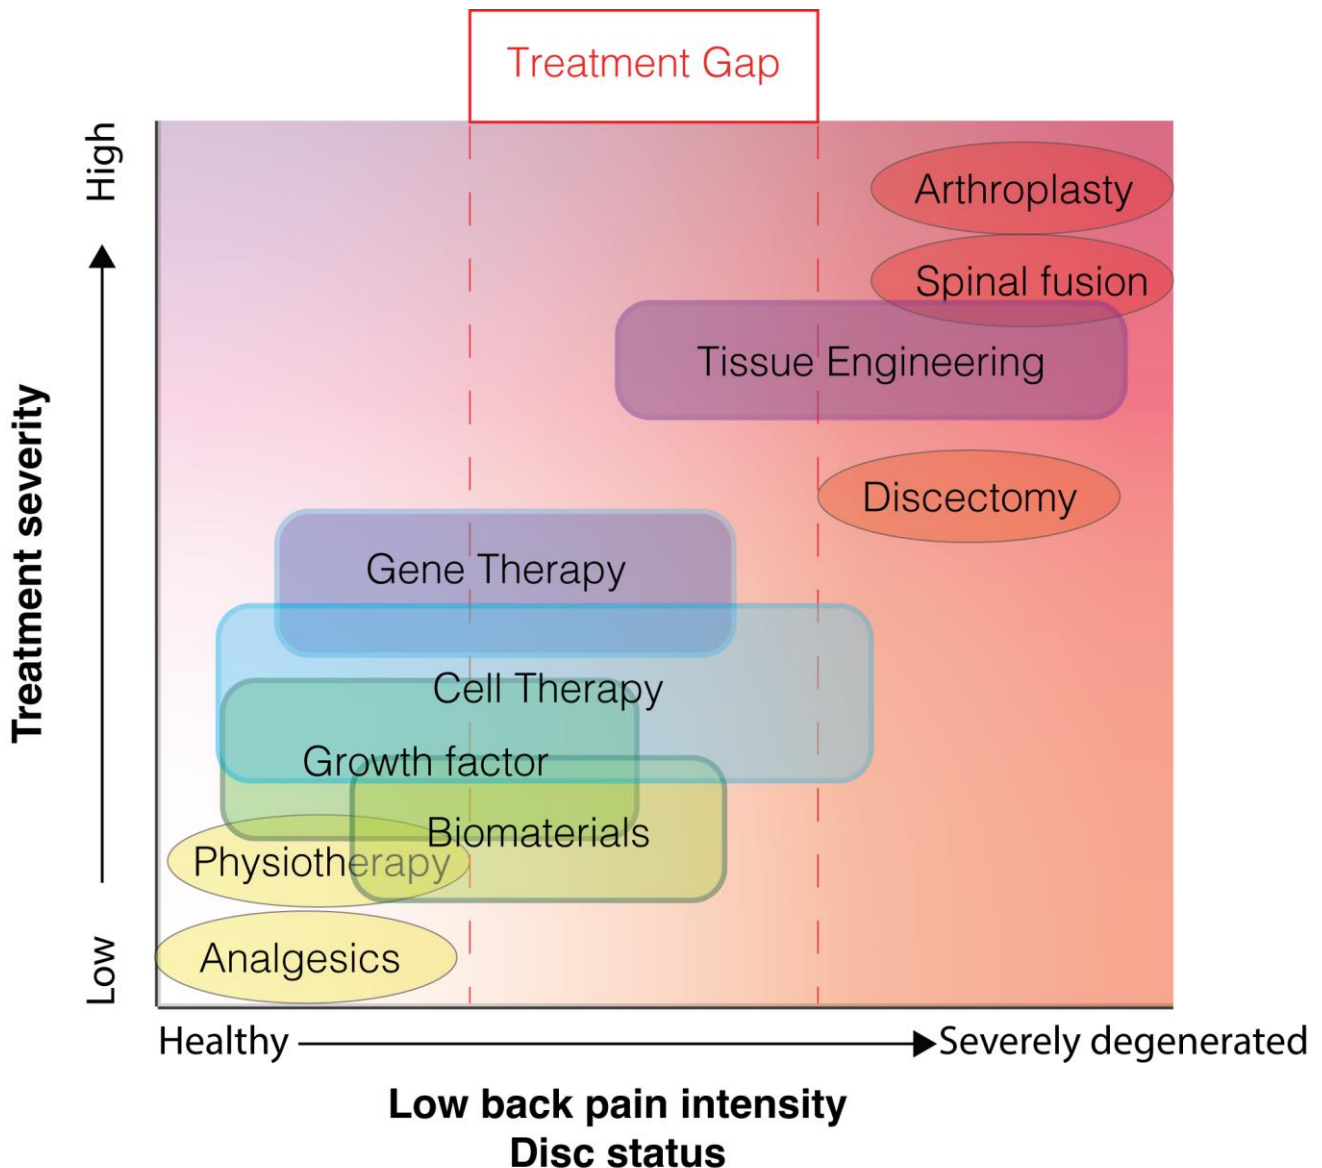 Treatment Gap
High
Arthroplasty
Spinal fusion
Tissue Engineering
Discectomy
Treatment severity
Gene Therapy
Cell Therapy
Growth factor
Biomaterials
Physiotherapy
Analgesics
Low
Healthy
Severely degenerated
Low back pain intensity
Disc status